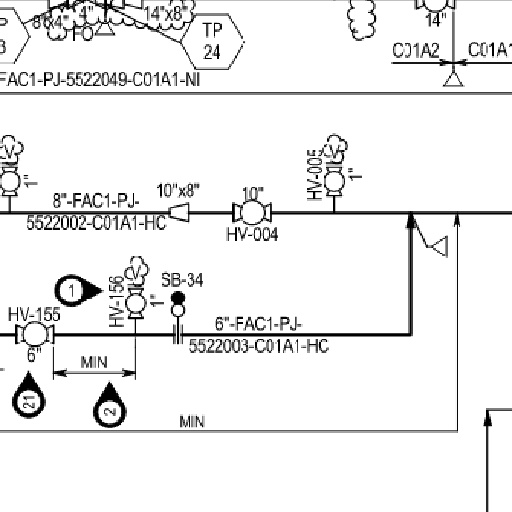 8"x4"
4"
14"x8"
14"
FO
TP
24
3
C01A2
C01A1
FAC1-PJ-5522049-C01A1-NI
V
V
1"
HV-005
1"
8"-FAC1-PJ-
5522002-C01A1-HC
10"x8"
10"
HV-004
V
HV-156
1"
1
SB-34
HV-155
6"
6"-FAC1-PJ-
5522003-C01A1-HC
MIN
21
2
MIN